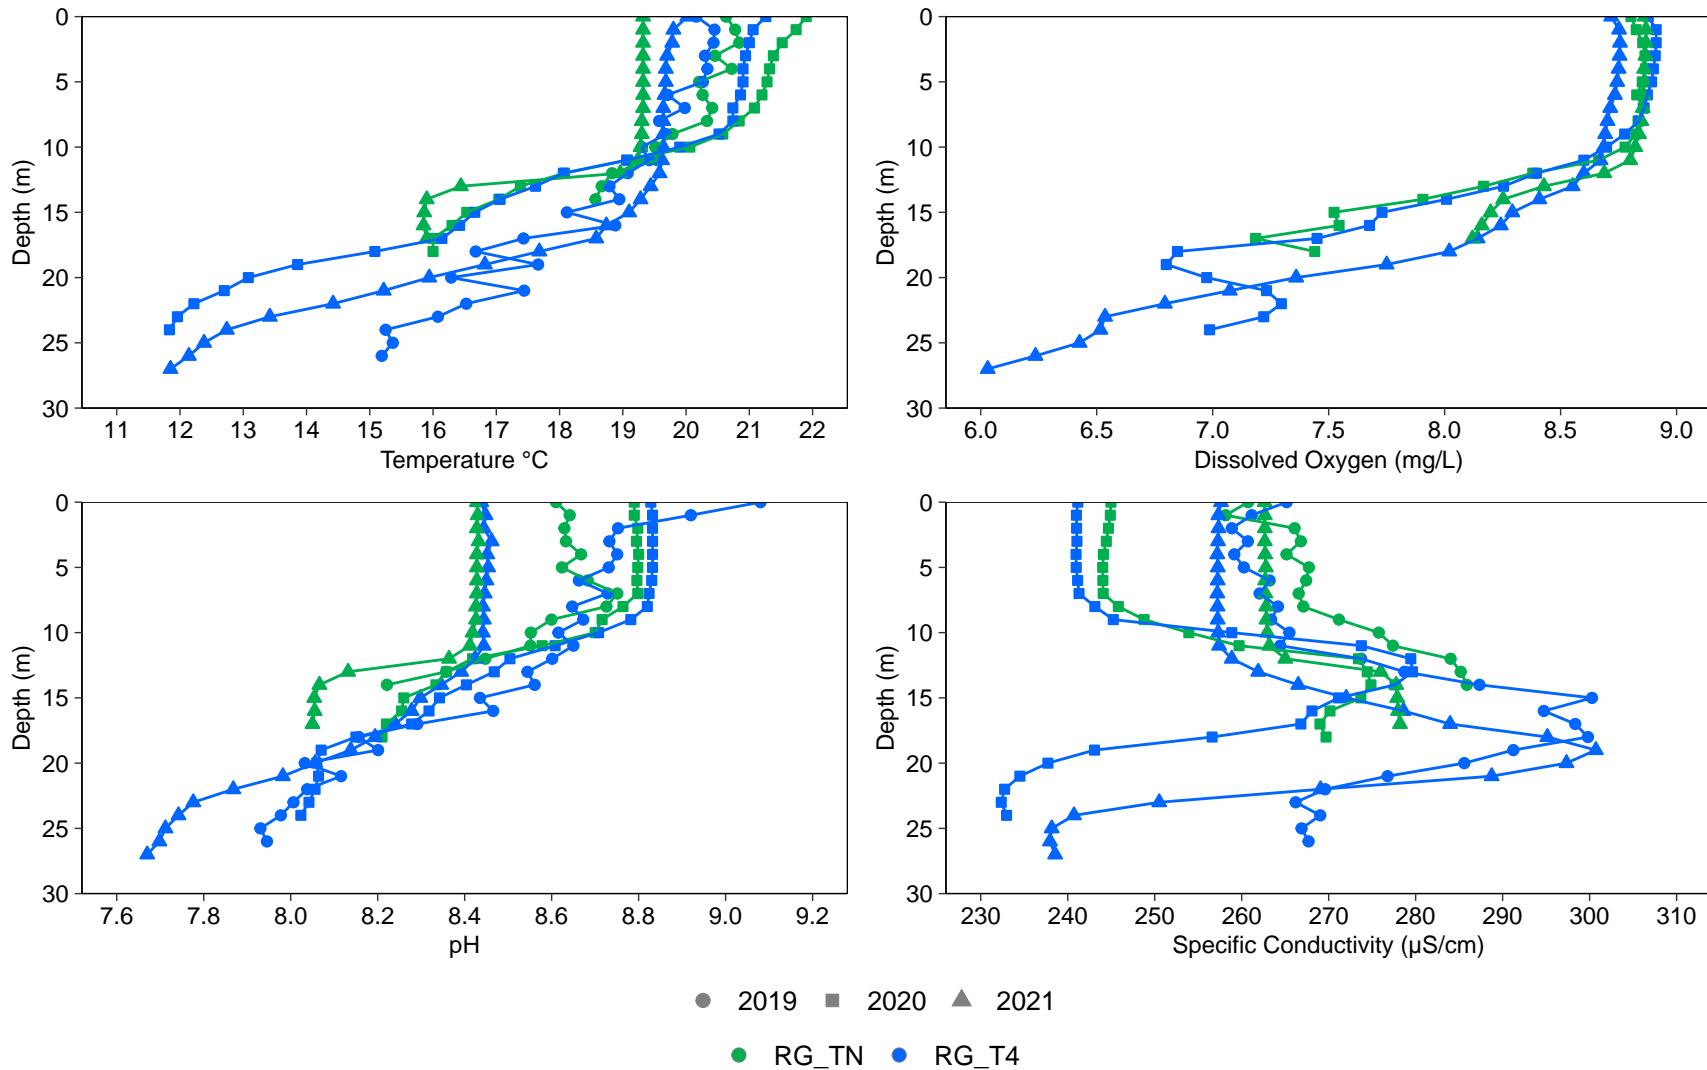 0
5
10
15
20
25
30
Depth (m)
11 12 13 14 15 16 17 18 19 20 21 22
Temperature °C
0
5
10
15
20
25
30
Depth (m)
6.0 6.5 7.0 7.5 8.0 8.5 9.0
Dissolved Oxygen (mg/L)
0
5
10
15
20
25
30
Depth (m)
7.6 7.8 8.0 8.2 8.4 8.6 8.8 9.0 9.2
pH
0
5
10
15
20
25
30
Depth (m)
230 240 250 260 270 280 290 300 310
Specific Conductivity (µS/cm)
2019 2020 2021
RG_TN RG_T4